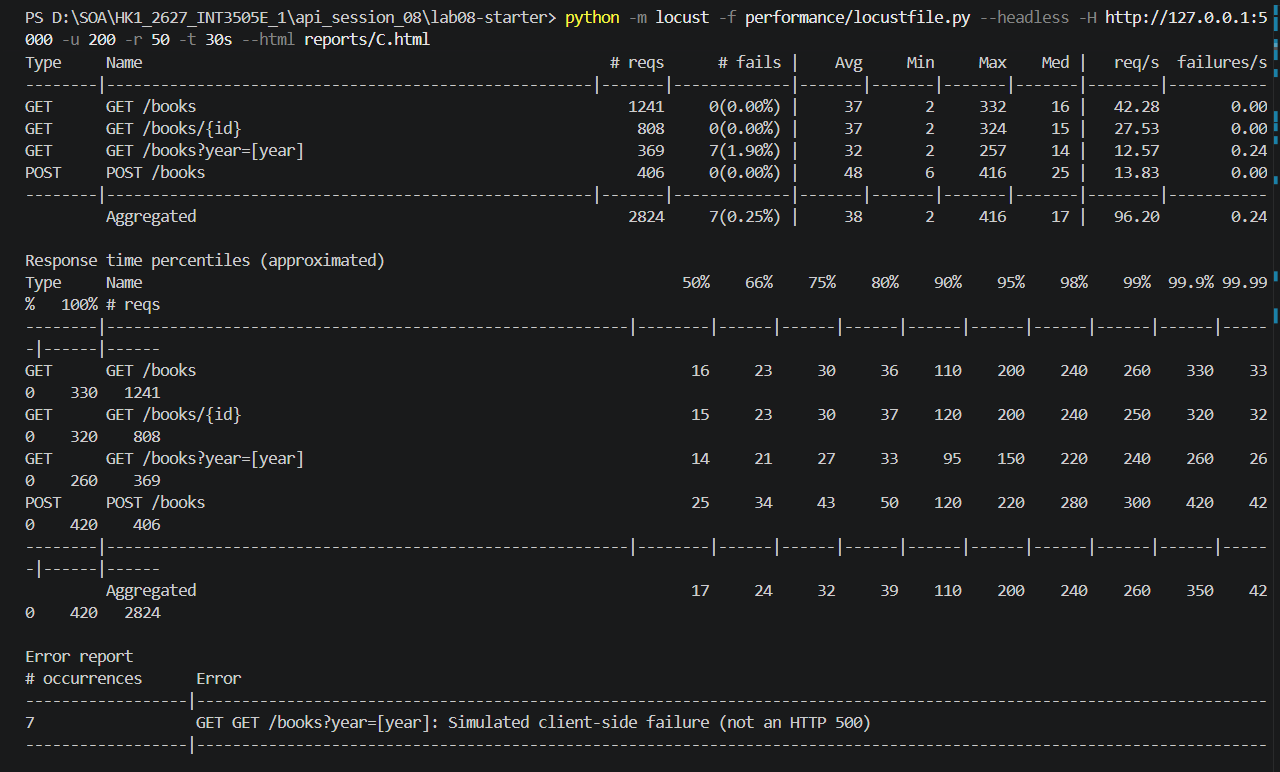 PS D:\SOA\HK1_2627_INT3505E_1\api_session_08\lab08-starter> python -m locust -f performance/locustfile.py --headless -H http://127.0.0.1:5
000 -u 200 -r 50 -t 30s --html reports/C.html
Type     Name                                                  # reqs      # fails |    Avg     Min     Max    Med |   req/s  failures/s
--------|------------------------------------------------------|-------|-------------|-------|-------|-------|-------|--------|-----------
GET      GET /books                                              1241     0(0.00%) |     37       2     332     16 |   42.28        0.00
GET      GET /books/{id}                                          808     0(0.00%) |     37       2     324     15 |   27.53        0.00
GET      GET /books?year=[year]                                   369     7(1.90%) |     32       2     257     14 |   12.57        0.24
POST     POST /books                                              406     0(0.00%) |     48       6     416     25 |   13.83        0.00
--------|------------------------------------------------------|-------|-------------|-------|-------|-------|-------|--------|-----------
         Aggregated                                              2824     7(0.25%) |     38       2     416     17 |   96.20        0.24
Response time percentiles (approximated)
Type     Name                                                          50%    66%    75%    80%    90%    95%    98%    99%  99.9% 99.99
%   100% # reqs
--------|----------------------------------------------------------|--------|------|------|------|------|------|------|------|------|-----
-|------|------
GET      GET /books                                                     16     23     30     36    110    200    240    260    330    33
0    330   1241
GET      GET /books/{id}                                                15     23     30     37    120    200    240    250    320    32
0    320    808
GET      GET /books?year=[year]                                         14     21     27     33     95    150    220    240    260    26
0    260    369
POST     POST /books                                                    25     34     43     50    120    220    280    300    420    42
0    420    406
--------|----------------------------------------------------------|--------|------|------|------|------|------|------|------|------|-----
-|------|------
         Aggregated                                                     17     24     32     39    110    200    240    260    350    42
0    420   2824
Error report
# occurrences      Error
------------------|------------------------------------------------------------------------------------------------------------------------
7                  GET GET /books?year=[year]: Simulated client-side failure (not an HTTP 500)
------------------|------------------------------------------------------------------------------------------------------------------------